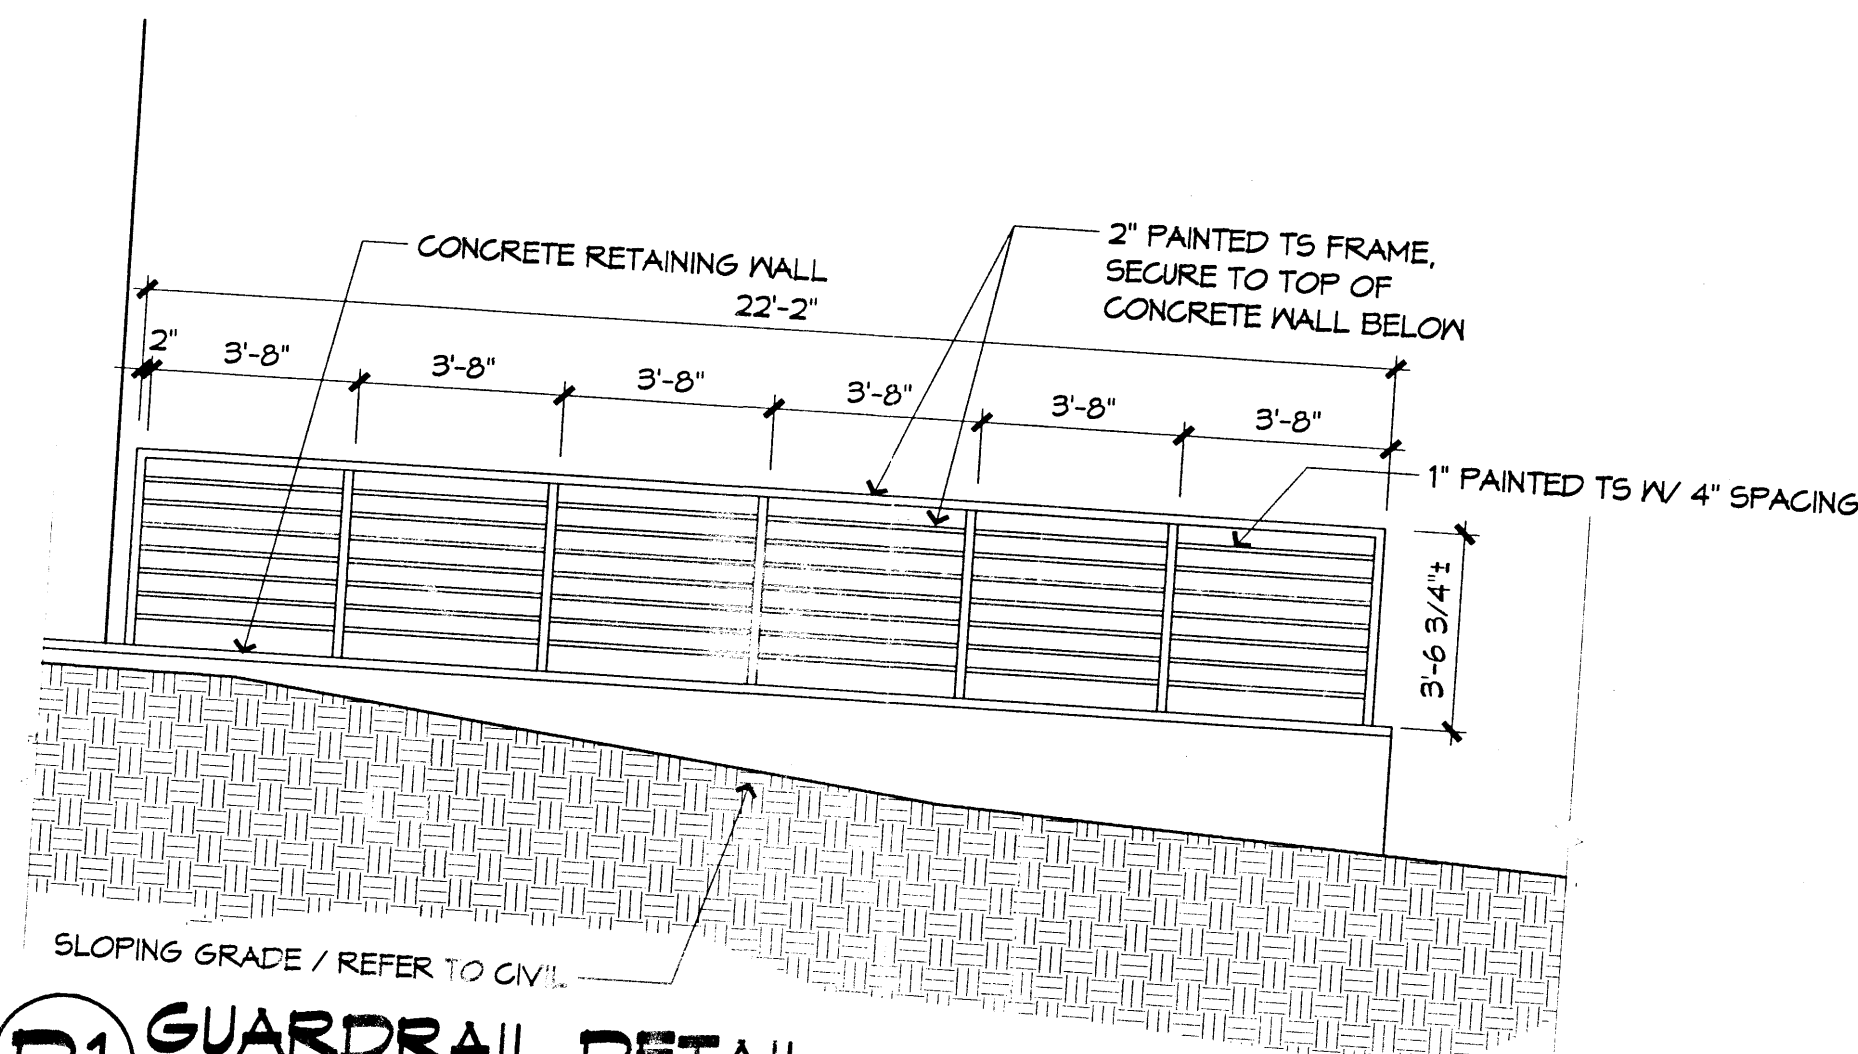 CONCRETE RETAINING WALL
2" PAINTED TS FRAME,
SECURE TO TOP OF
CONCRETE WALL BELOW
22'-2"
2"
3'-8"
3'-8"
3'-8"
3'-8"
3'-8"
3'-8"
1" PAINTED TS W/ 4" SPACING
3'-6 3/4"±
SLOPING GRADE / REFER TO CIVIL
GUARDRAIL DETAIL